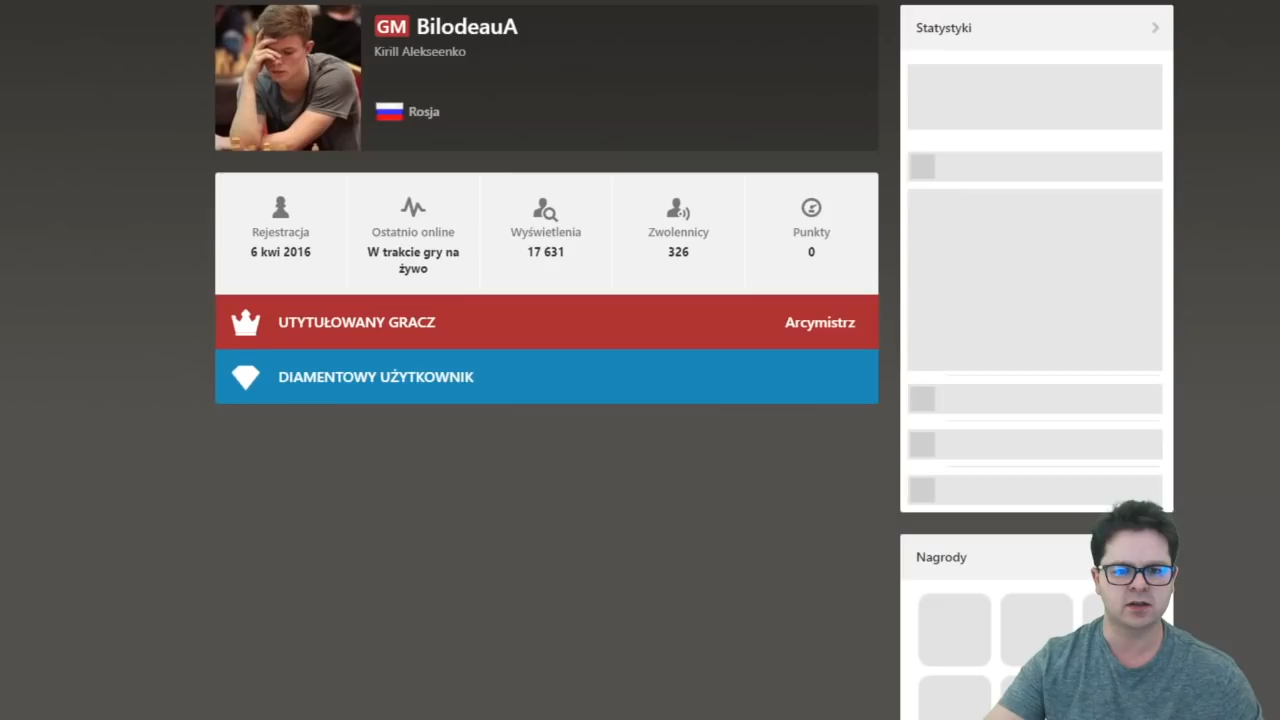 GM BilodeauA
Kirill Alekseenko
Rosja
Rejestracja
6 kwi 2016
Ostatnio online
W trakcie gry na
żywo
Wyświetlenia
17 631
Zwolennicy
326
Punkty
0
UTYTUŁOWANY GRACZ Arcymistrz
DIAMENTOWY UŻYTKOWNIK
Statystyki
Nagrody